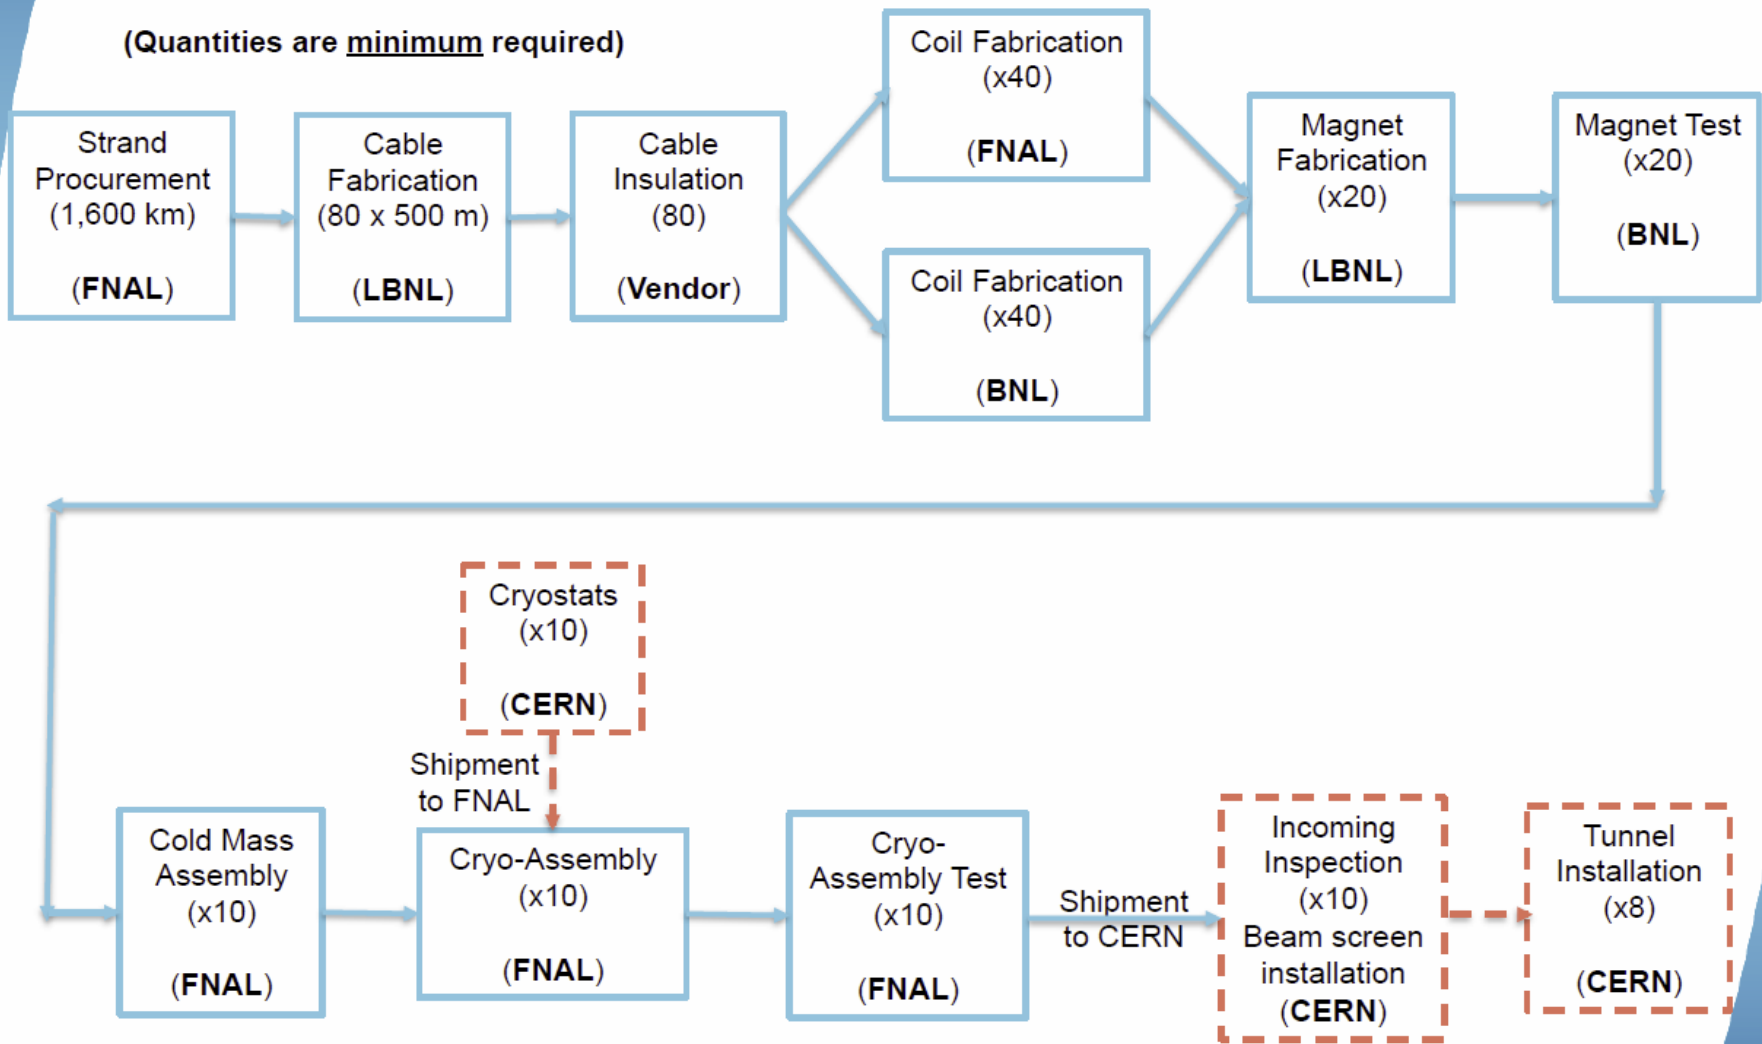 (Quantities are minimum required)
Strand
Procurement
(1,600 km)
(FNAL)
Cable
Fabrication
(80 x 500 m)
(LBNL)
Cable
Insulation
(80)
(Vendor)
Coil Fabrication
(x40)
(FNAL)
Coil Fabrication
(x40)
(BNL)
Magnet
Fabrication
(x20)
(LBNL)
Magnet Test
(x20)
(BNL)
Cryostats
(x10)
(CERN)
Shipment
to FNAL
Cold Mass
Assembly
(x10)
(FNAL)
Cryo-Assembly
(x10)
(FNAL)
Cryo-
Assembly Test
(x10)
(FNAL)
Shipment
to CERN
Incoming
Inspection
(x10)
Beam screen
installation
(CERN)
Tunnel
Installation
(x8)
(CERN)